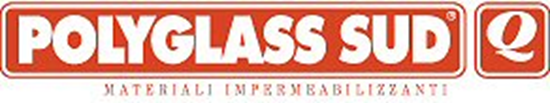 POLYGLASS SUD® Q
MATERIALI IMPERMEABILIZZANTI